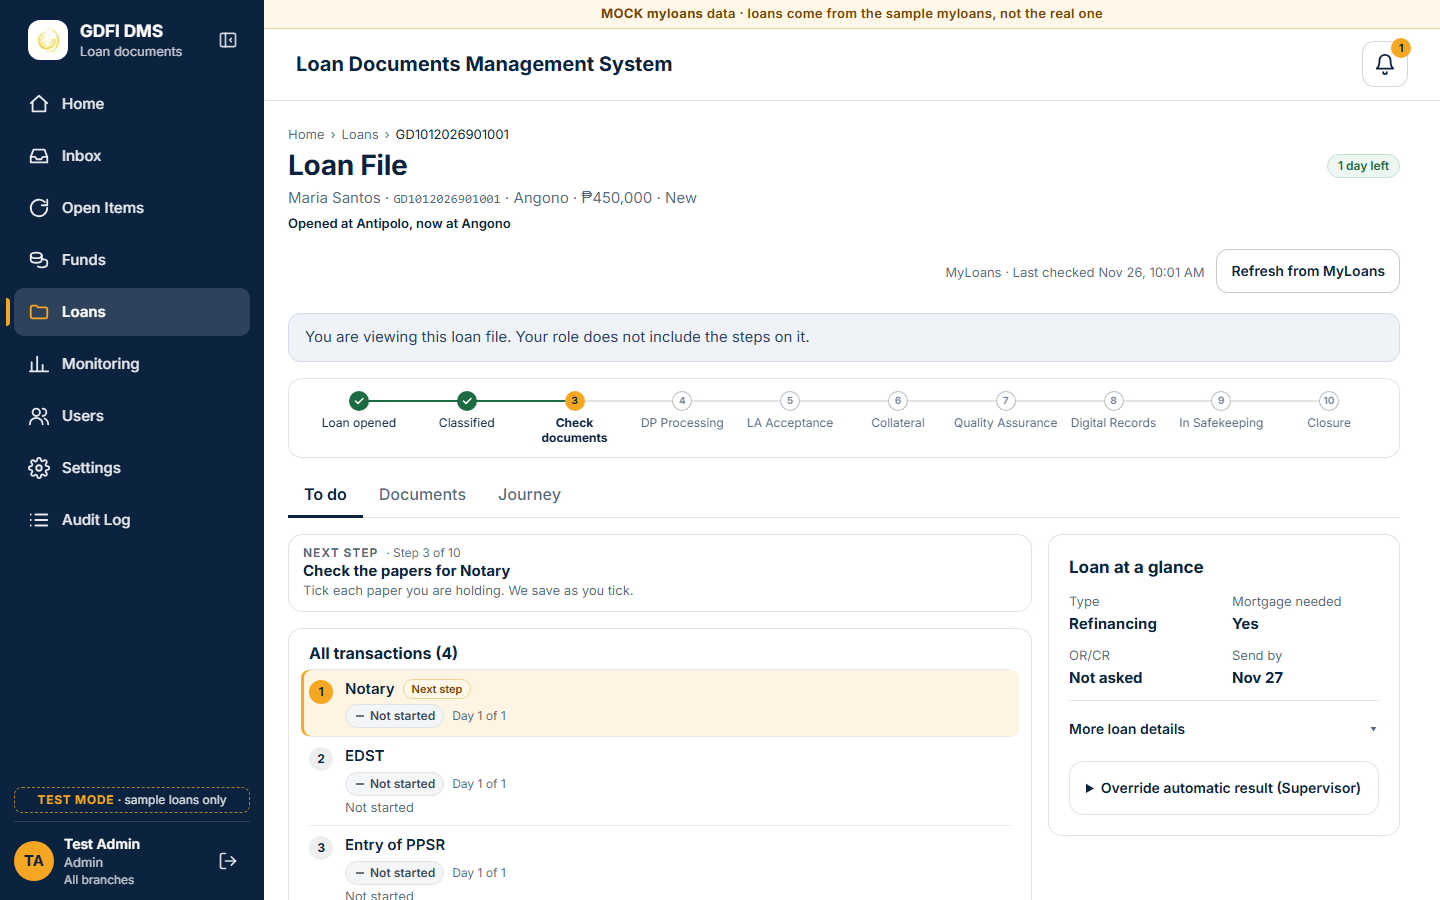 MOCK myloans data · loans come from the sample myloans, not the real one
GDFI DMS
Loan documents
Home
Inbox
Open Items
Funds
Loans
Monitoring
Users
Settings
Audit Log
TEST MODE · sample loans only
TA
Test Admin
Admin
All branches
Loan Documents Management System
1
Home › Loans › GD1012026901001
Loan File
1 day left
Maria Santos · GD1012026901001 · Angono · ₱450,000 · New
Opened at Antipolo, now at Angono
MyLoans · Last checked Nov 26, 10:01 AM
Refresh from MyLoans
You are viewing this loan file. Your role does not include the steps on it.
Loan opened
Classified
3
Check documents
4
DP Processing
5
LA Acceptance
6
Collateral
7
Quality Assurance
8
Digital Records
9
In Safekeeping
10
Closure
To do
Documents
Journey
NEXT STEP · Step 3 of 10
Check the papers for Notary
Tick each paper you are holding. We save as you tick.
All transactions (4)
1
Notary
Next step
– Not started
Day 1 of 1
2
EDST
– Not started
Day 1 of 1
Not started
3
Entry of PPSR
– Not started
Day 1 of 1
Not started
Loan at a glance
Type
Refinancing
Mortgage needed
Yes
OR/CR
Not asked
Send by
Nov 27
More loan details
Override automatic result (Supervisor)